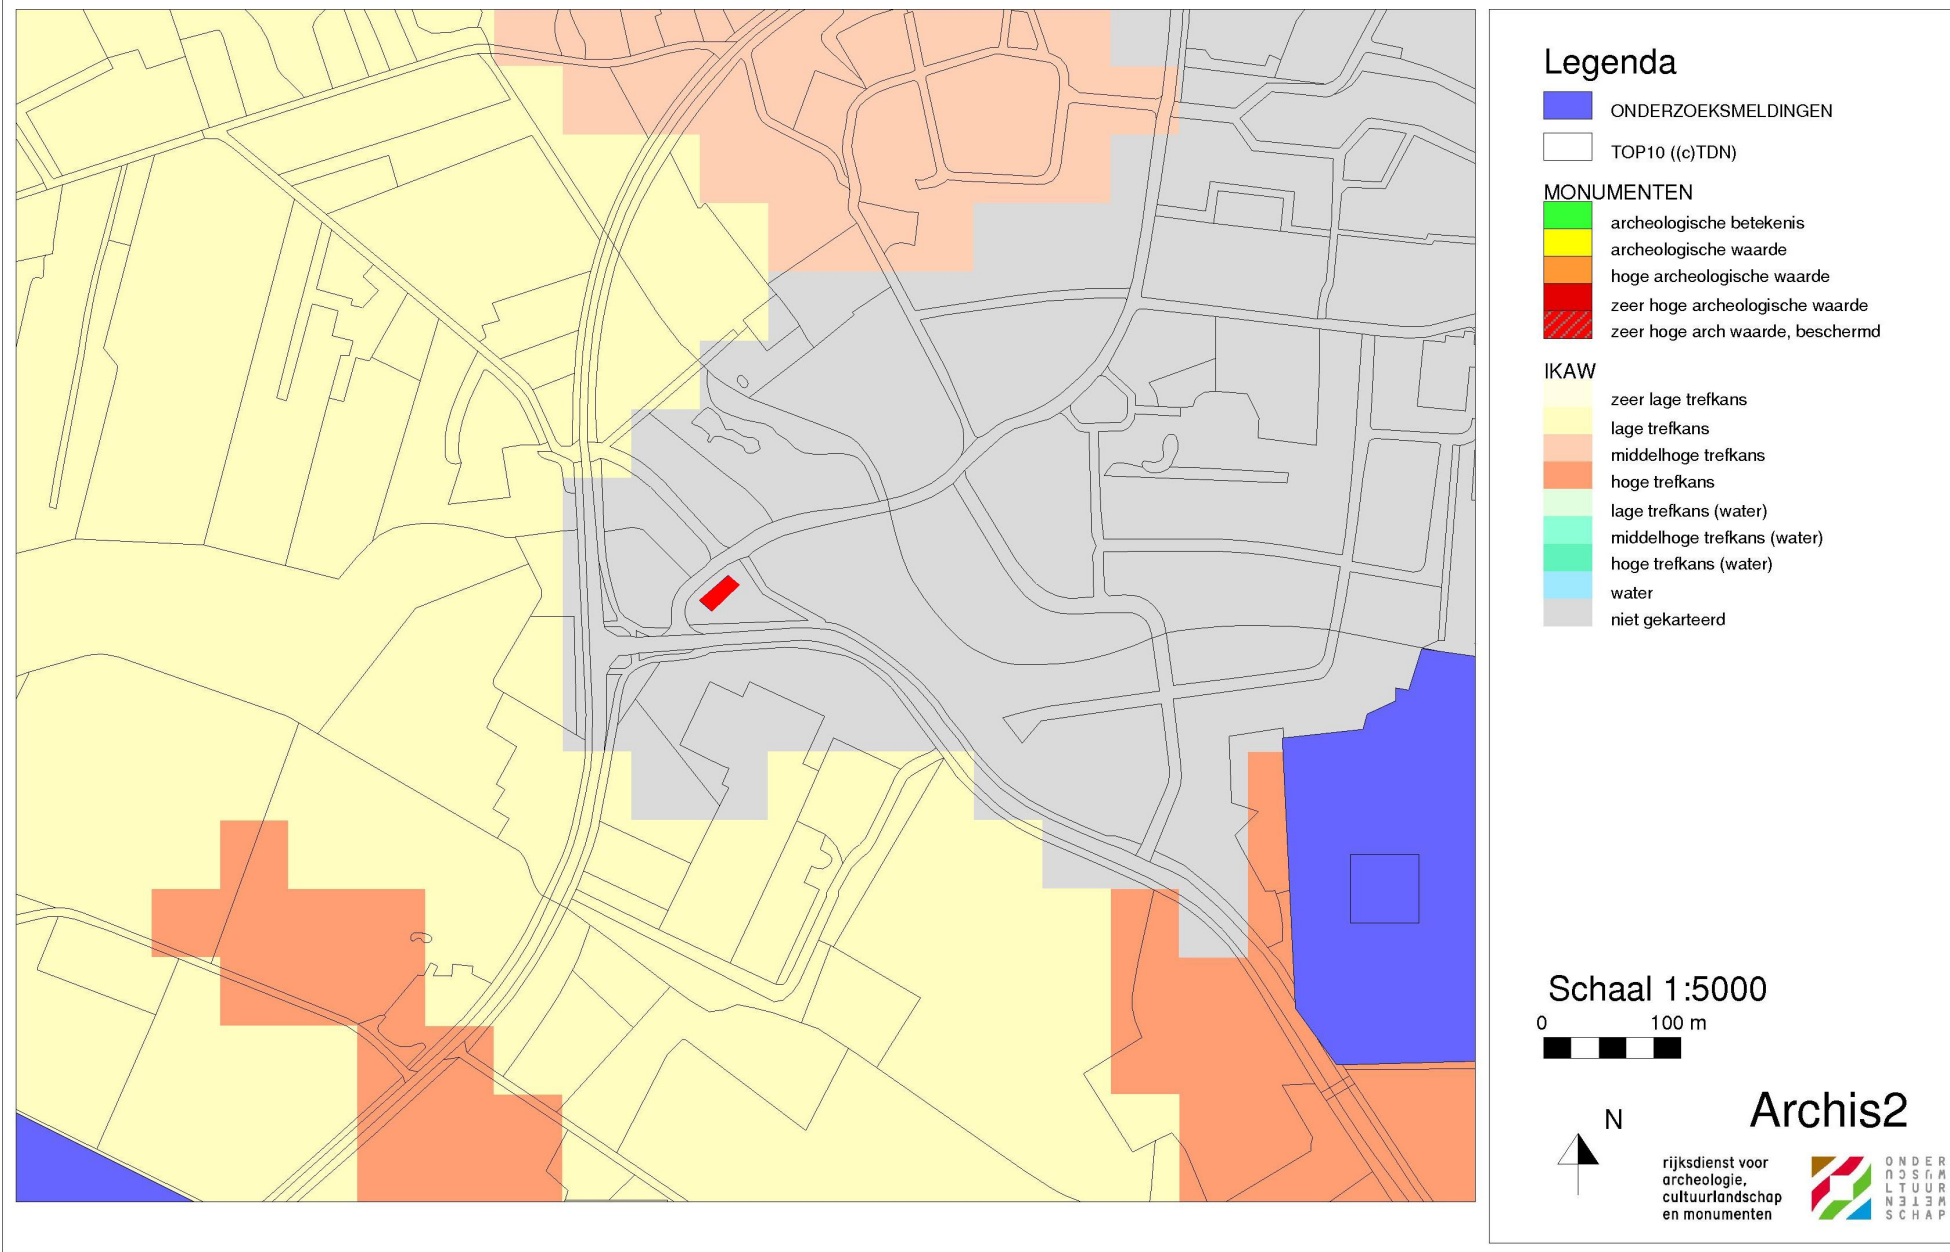 Legenda
ONDERZOEKSMELDINGEN
TOP10 ((c)TDN)
MONUMENTEN
archeologische betekenis
archeologische waarde
hoge archeologische waarde
zeer hoge archeologische waarde
zeer hoge arch waarde, beschermd
IKAW
zeer lage trefkans
lage trefkans
middelhoge trefkans
hoge trefkans
lage trefkans (water)
middelhoge trefkans (water)
hoge trefkans (water)
water
niet gekarteerd
Schaal 1:5000
0 100 m
N
Archis2
rijksdienst voor
archeologie,
cultuurlandschap
en monumenten